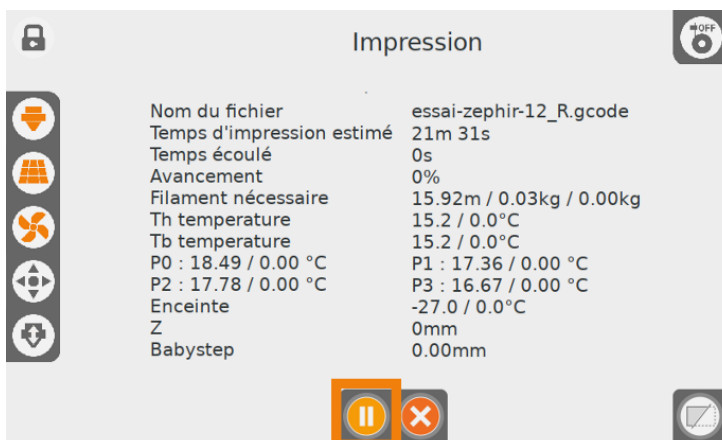 Impression
OFF
Nom du fichier essai-zephir-12_R.gcode
Temps d'impression estimé 21m 31s
Temps écoulé 0s
Avancement 0%
Filament nécessaire 15.92m / 0.03kg / 0.00kg
Th temperature 15.2 / 0.0°C
Tb temperature 15.2 / 0.0°C
P0 : 18.49 / 0.00 °C P1 : 17.36 / 0.00 °C
P2 : 17.78 / 0.00 °C P3 : 16.67 / 0.00 °C
Enceinte -27.0 / 0.0°C
Z 0mm
Babystep 0.00mm